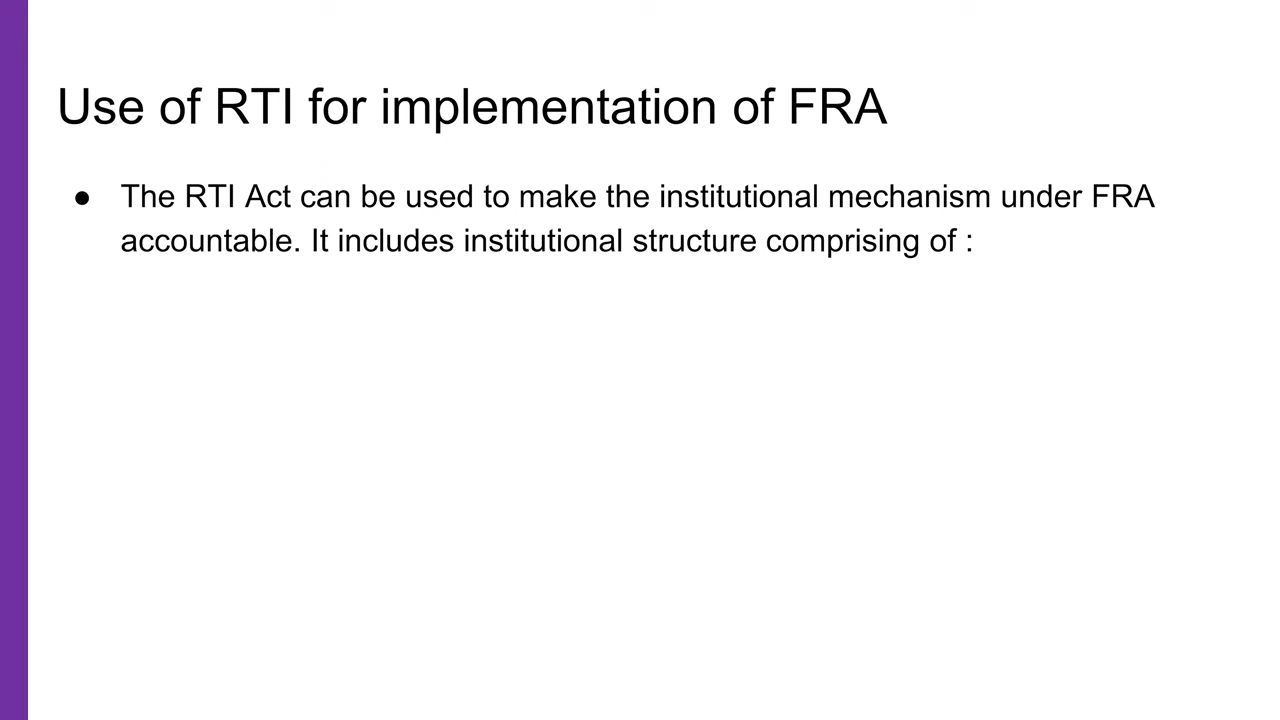 Use of RTI for implementation of FRA
● The RTI Act can be used to make the institutional mechanism under FRA
accountable. It includes institutional structure comprising of :